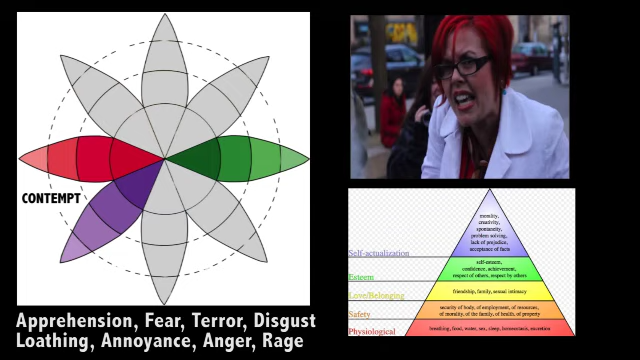 CONTEMPT
Apprehension, Fear, Terror, Disgust
Loathing, Annoyance, Anger, Rage
morality,
creativity,
spontaneity,
problem solving,
lack of prejudice,
acceptance of facts
Self-actualization
self-esteem,
confidence, achievement,
respect of others, respect by others
Esteem
friendship, family, sexual intimacy
Love/Belonging
security of body, of employment, of resources,
of morality, of the family, of health, of property
Safety
breathing, food, water, sex, sleep, homeostasis, excretion
Physiological